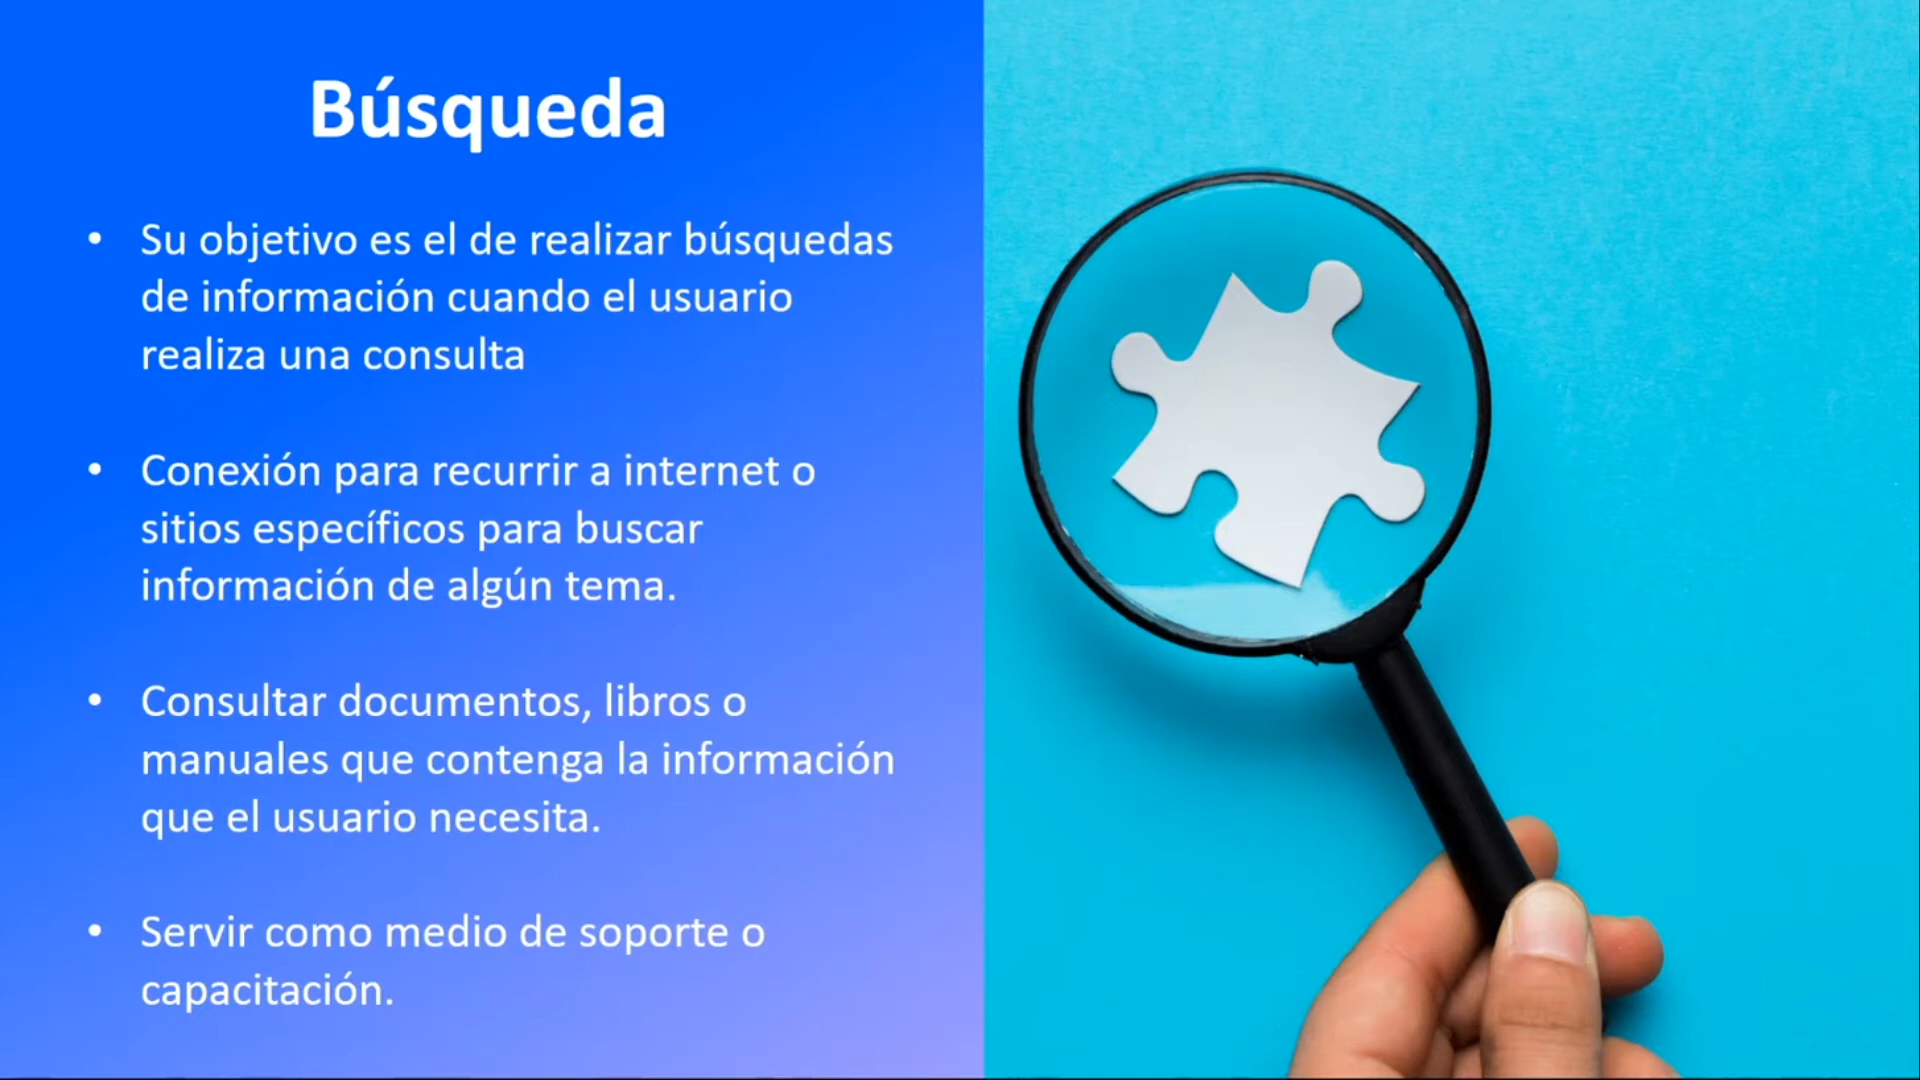 Búsqueda
• Su objetivo es el de realizar búsquedas
de información cuando el usuario
realiza una consulta
• Conexión para recurrir a internet o
sitios específicos para buscar
información de algún tema.
• Consultar documentos, libros o
manuales que contenga la información
que el usuario necesita.
• Servir como medio de soporte o
capacitación.